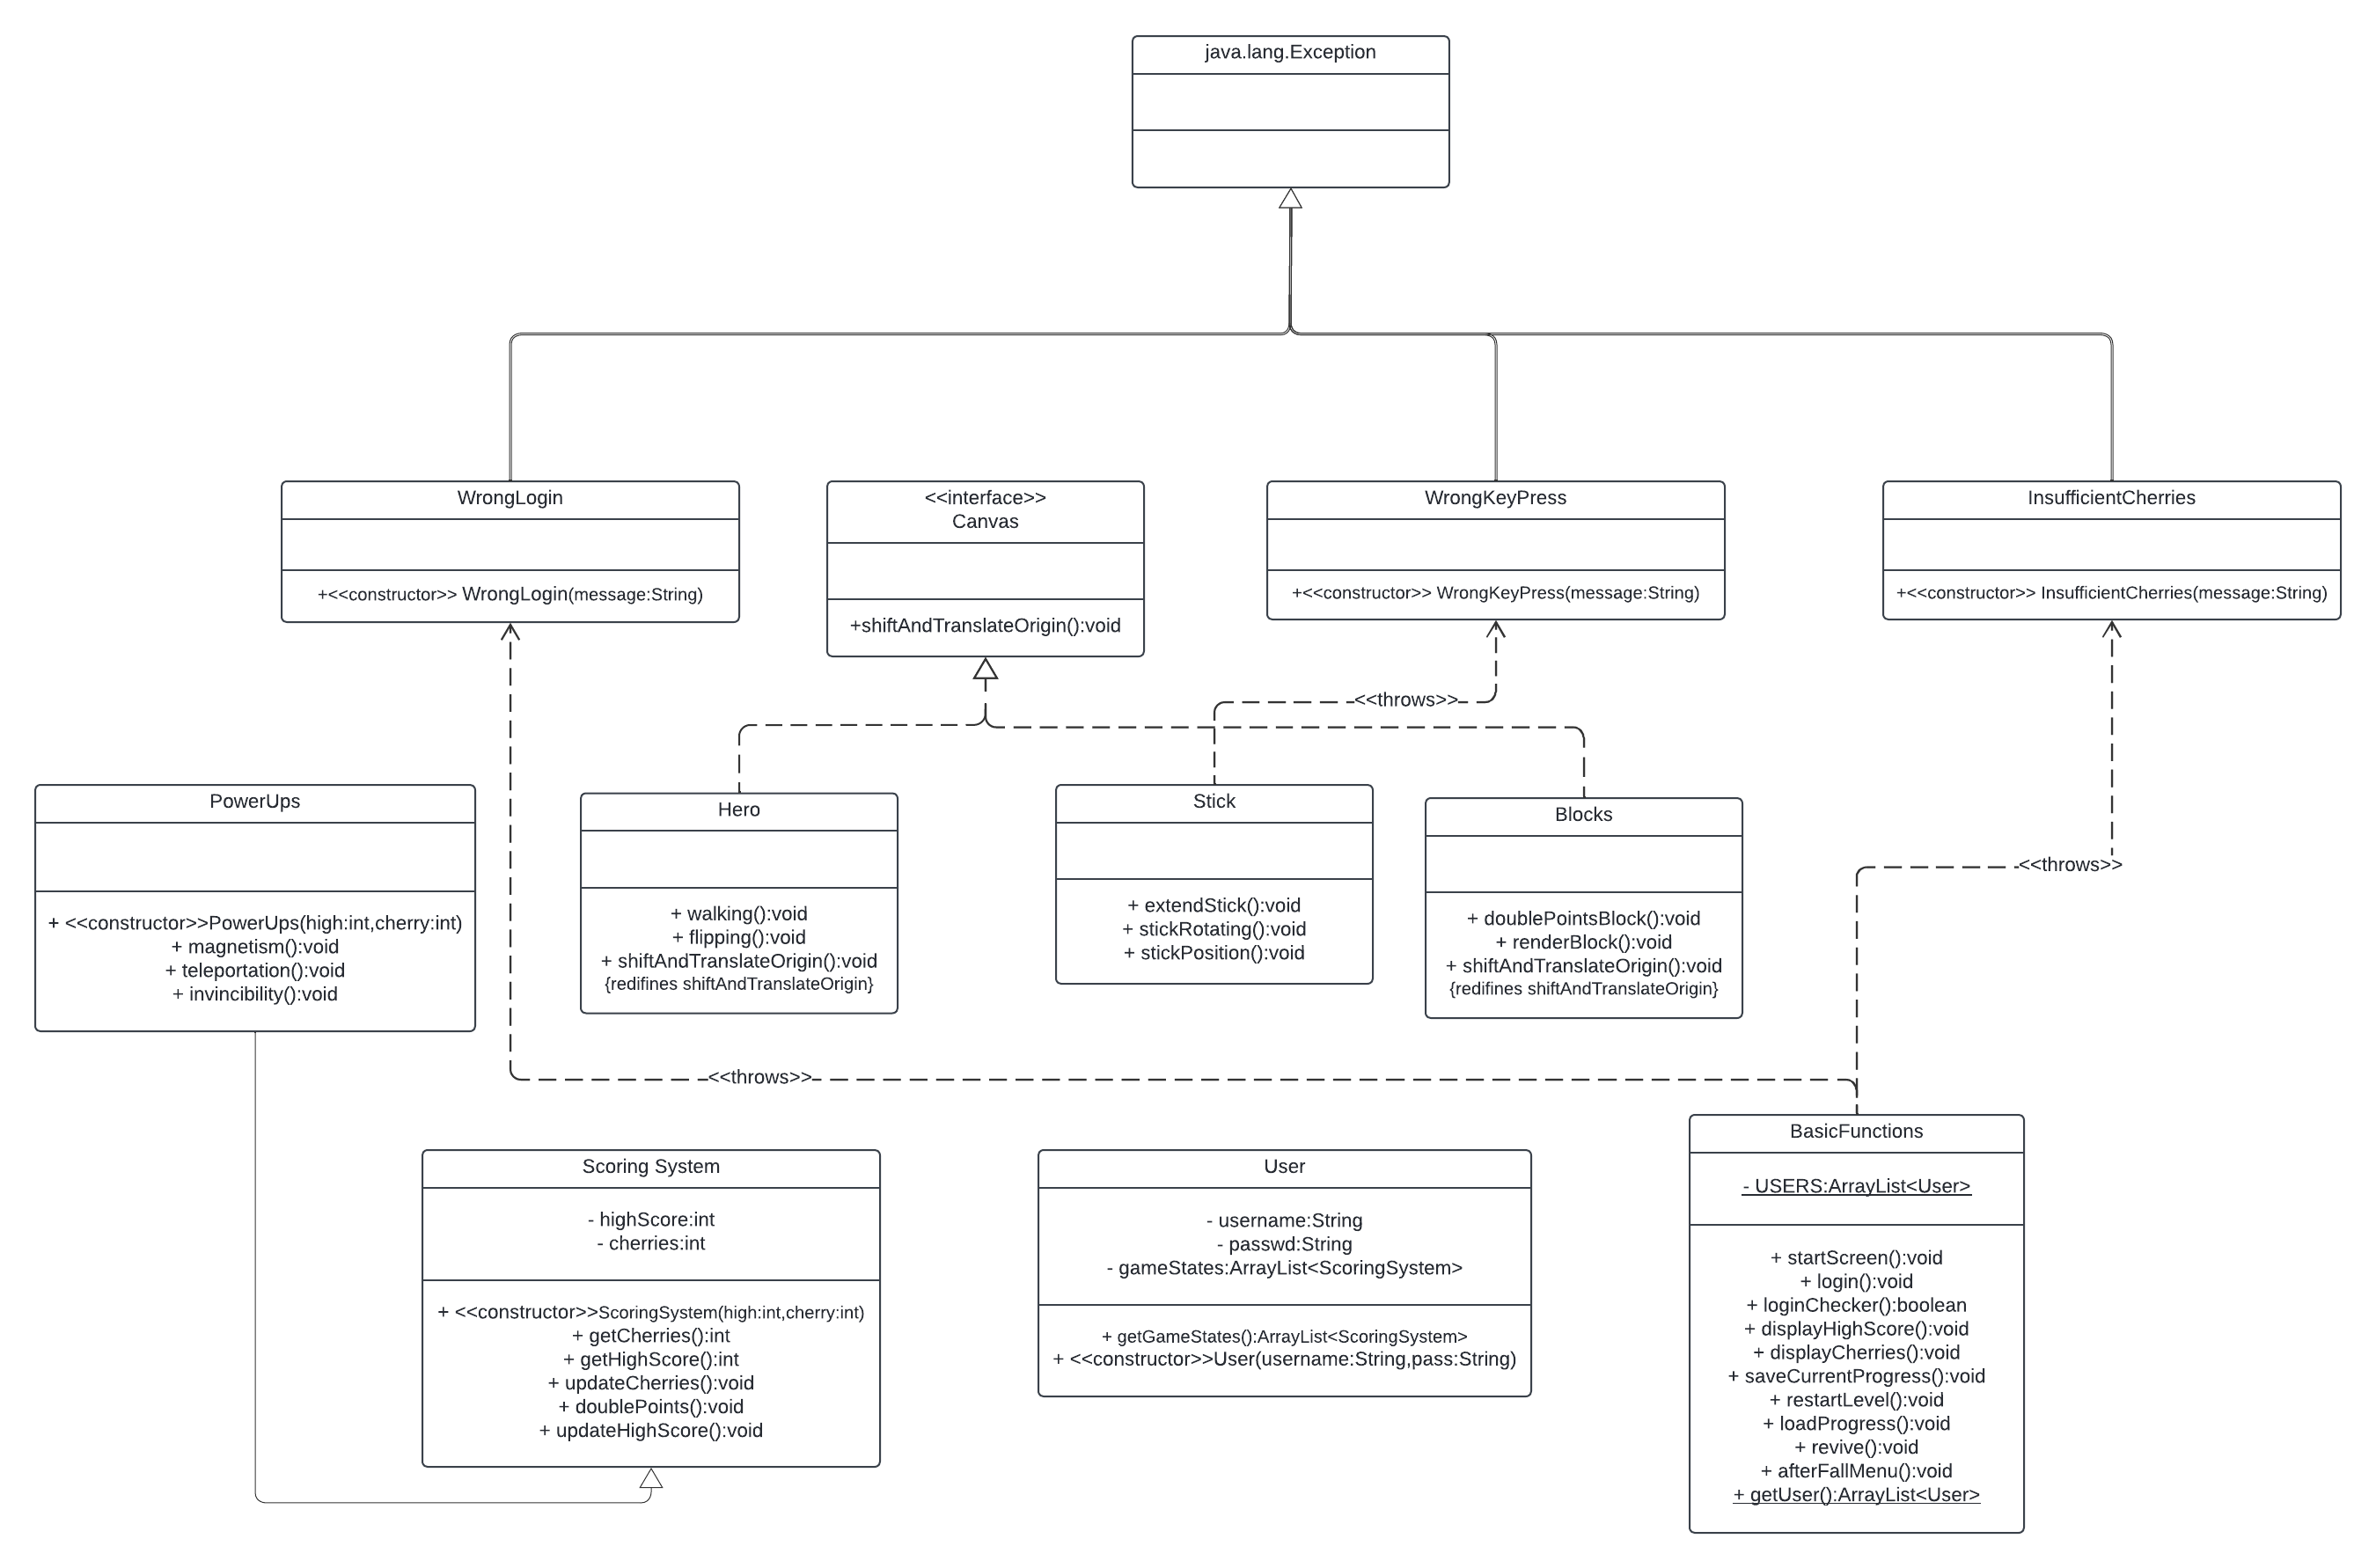 java.lang.Exception
WrongLogin
+<<constructor>> WrongLogin(message:String)
<<interface>>
Canvas
+shiftAndTranslateOrigin():void
WrongKeyPress
+<<constructor>> WrongKeyPress(message:String)
InsufficientCherries
+<<constructor>> InsufficientCherries(message:String)
<<throws>>
PowerUps
+ <<constructor>>PowerUps(high:int,cherry:int)
+ magnetism():void
+ teleportation():void
+ invincibility():void
Hero
+ walking():void
+ flipping():void
+ shiftAndTranslateOrigin():void
{redifines shiftAndTranslateOrigin}
Stick
+ extendStick():void
+ stickRotating():void
+ stickPosition():void
Blocks
+ doublePointsBlock():void
+ renderBlock():void
+ shiftAndTranslateOrigin():void
{redifines shiftAndTranslateOrigin}
<<throws>>
<<throws>>
Scoring System
- highScore:int
- cherries:int
+ <<constructor>>ScoringSystem(high:int,cherry:int)
+ getCherries():int
+ getHighScore():int
+ updateCherries():void
+ doublePoints():void
+ updateHighScore():void
User
- username:String
- passwd:String
- gameStates:ArrayList<ScoringSystem>
+ getGameStates():ArrayList<ScoringSystem>
+ <<constructor>>User(username:String,pass:String)
BasicFunctions
- USERS:ArrayList<User>
+ startScreen():void
+ login():void
+ loginChecker():boolean
+ displayHighScore():void
+ displayCherries():void
+ saveCurrentProgress():void
+ restartLevel():void
+ loadProgress():void
+ revive():void
+ afterFallMenu():void
+ getUser():ArrayList<User>